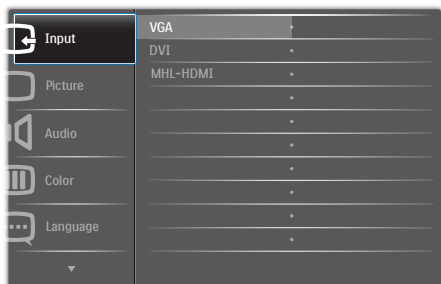 Input
Picture
Audio
Color
Language
VGA
DVI
MHL-HDMI